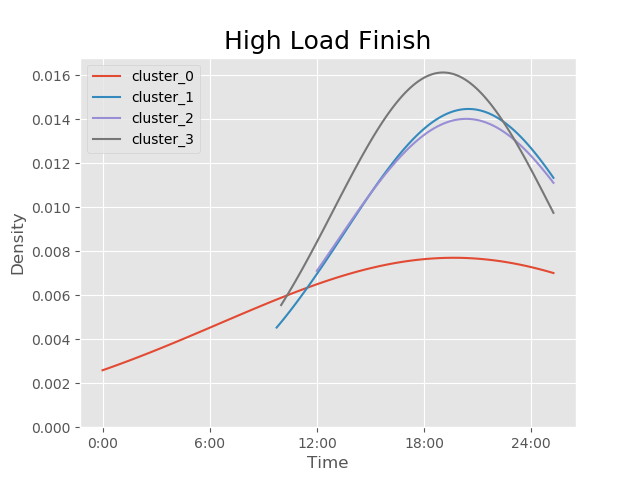 High Load Finish
cluster_0
cluster_1
cluster_2
cluster_3
0.016
0.014
0.012
0.010
0.008
0.006
0.004
0.002
0.000
Density
0:00 6:00 12:00 18:00 24:00
Time